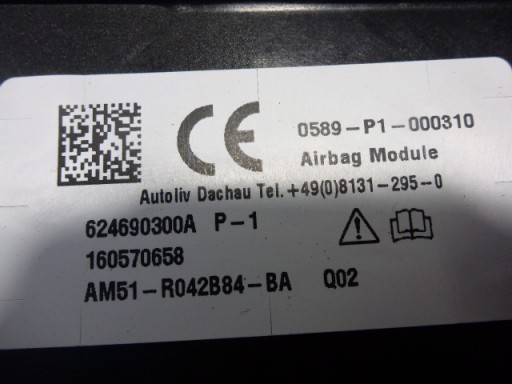 CE 0589-P1-000310
Airbag Module
Autoliv Dachau Tel. +49(0)8131-295-0
624690300A P-1
160570658
AM51-R042B84-BA Q02